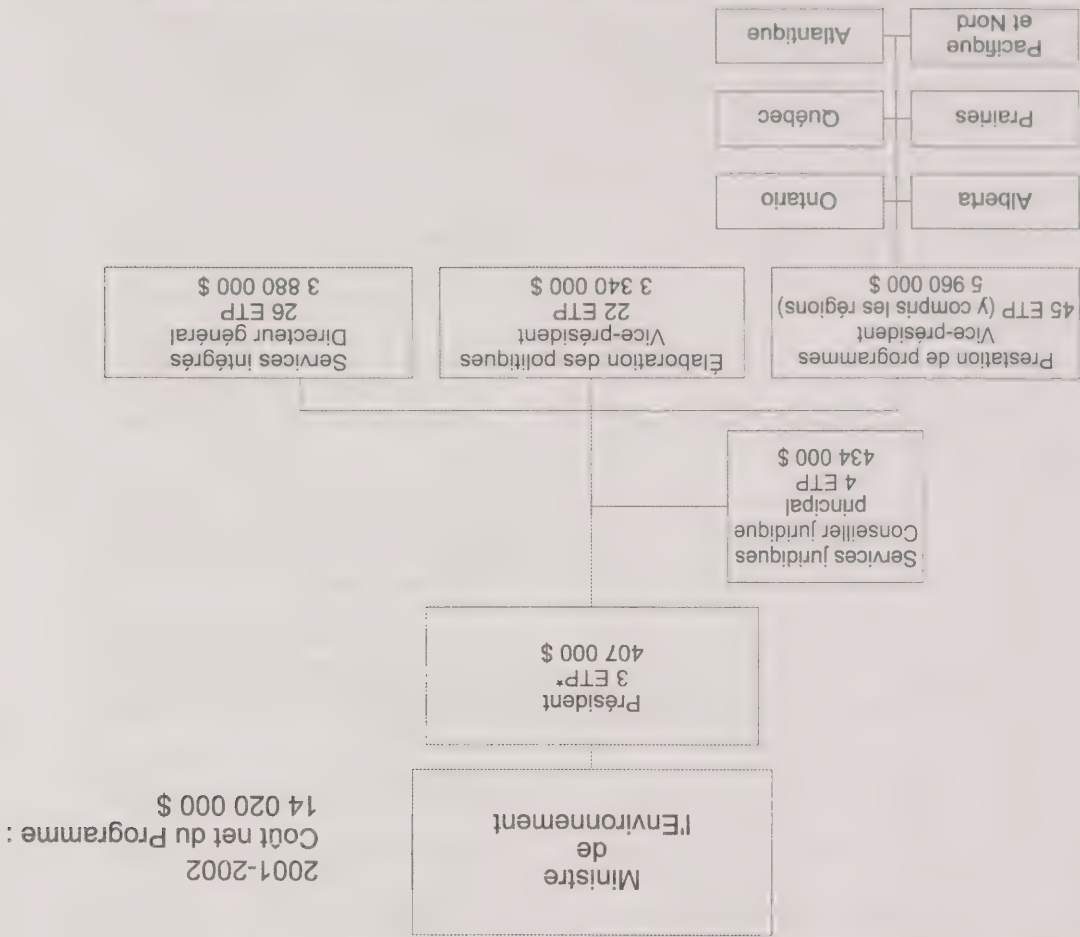 2001-2002
Coût net du Programme :
14 020 000 $
Ministre
de
l'Environnement
Président
3 ETP*
407 000 $
Services juridiques
Conseiller juridique
principal
4 ETP
434 000 $
Prestation de programmes
Vice-président
45 ETP (y compris les régions)
5 960 000 $
Élaboration des politiques
Vice-président
22 ETP
3 340 000 $
Services intégrés
Directeur général
26 ETP
3 880 000 $
Alberta
Ontario
Prairies
Québec
Pacifique
et Nord
Atlantique